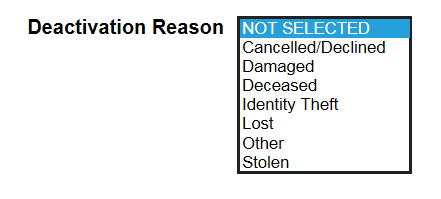 Deactivation Reason
NOT SELECTED
Cancelled/Declined
Damaged
Deceased
Identity Theft
Lost
Other
Stolen